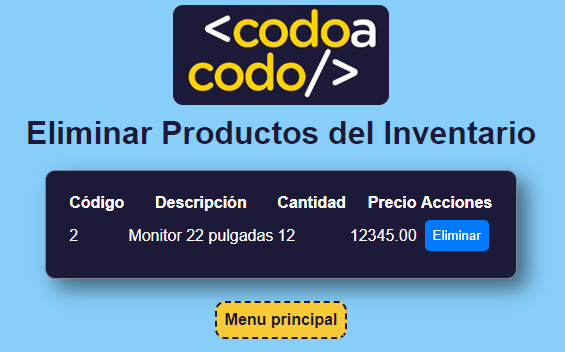 <codoa
codo/>
Eliminar Productos del Inventario
Código Descripción Cantidad Precio Acciones
2 Monitor 22 pulgadas 12 12345.00 Eliminar
Menu principal